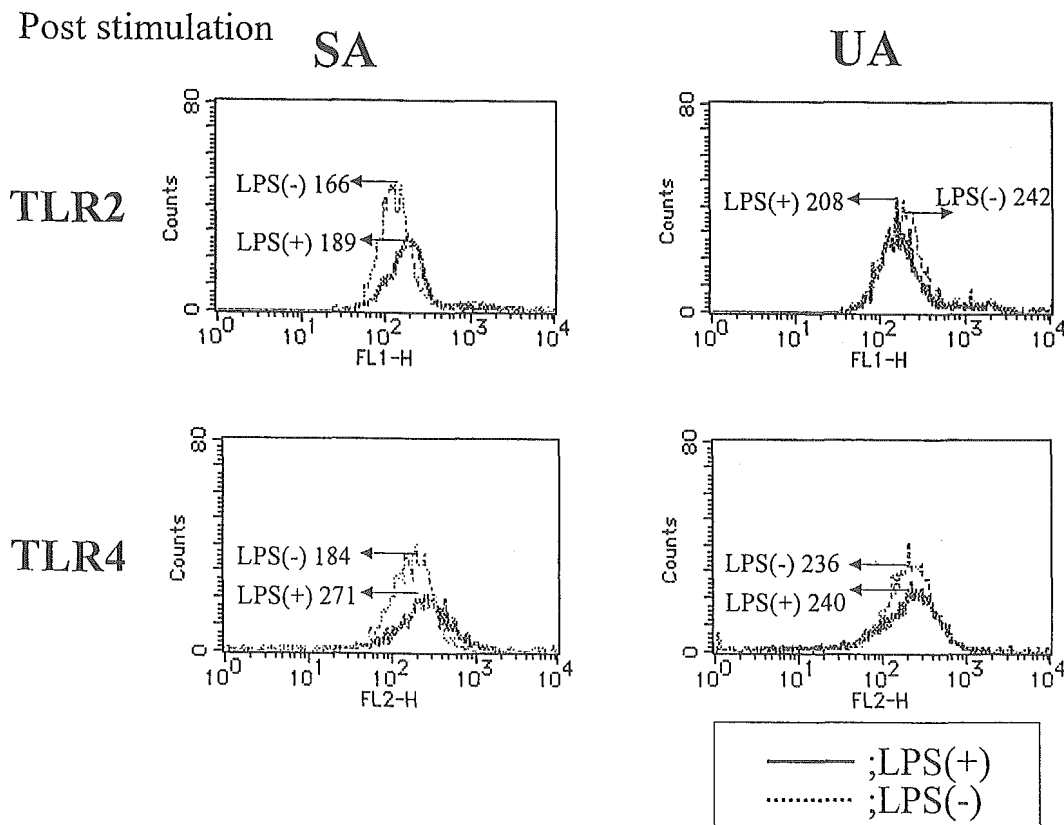 Post stimulation
SA
UA
TLR2
80
Counts
0
LPS(-) 166
LPS(+) 189
10^0 10^1 10^2 10^3 10^4
FL1-H
80
Counts
0
LPS(+) 208
LPS(-) 242
10^0 10^1 10^2 10^3 10^4
FL1-H
TLR4
80
Counts
0
LPS(-) 184
LPS(+) 271
10^0 10^1 10^2 10^3 10^4
FL2-H
80
Counts
0
LPS(-) 236
LPS(+) 240
10^0 10^1 10^2 10^3 10^4
FL2-H
;LPS(+)
;LPS(-)